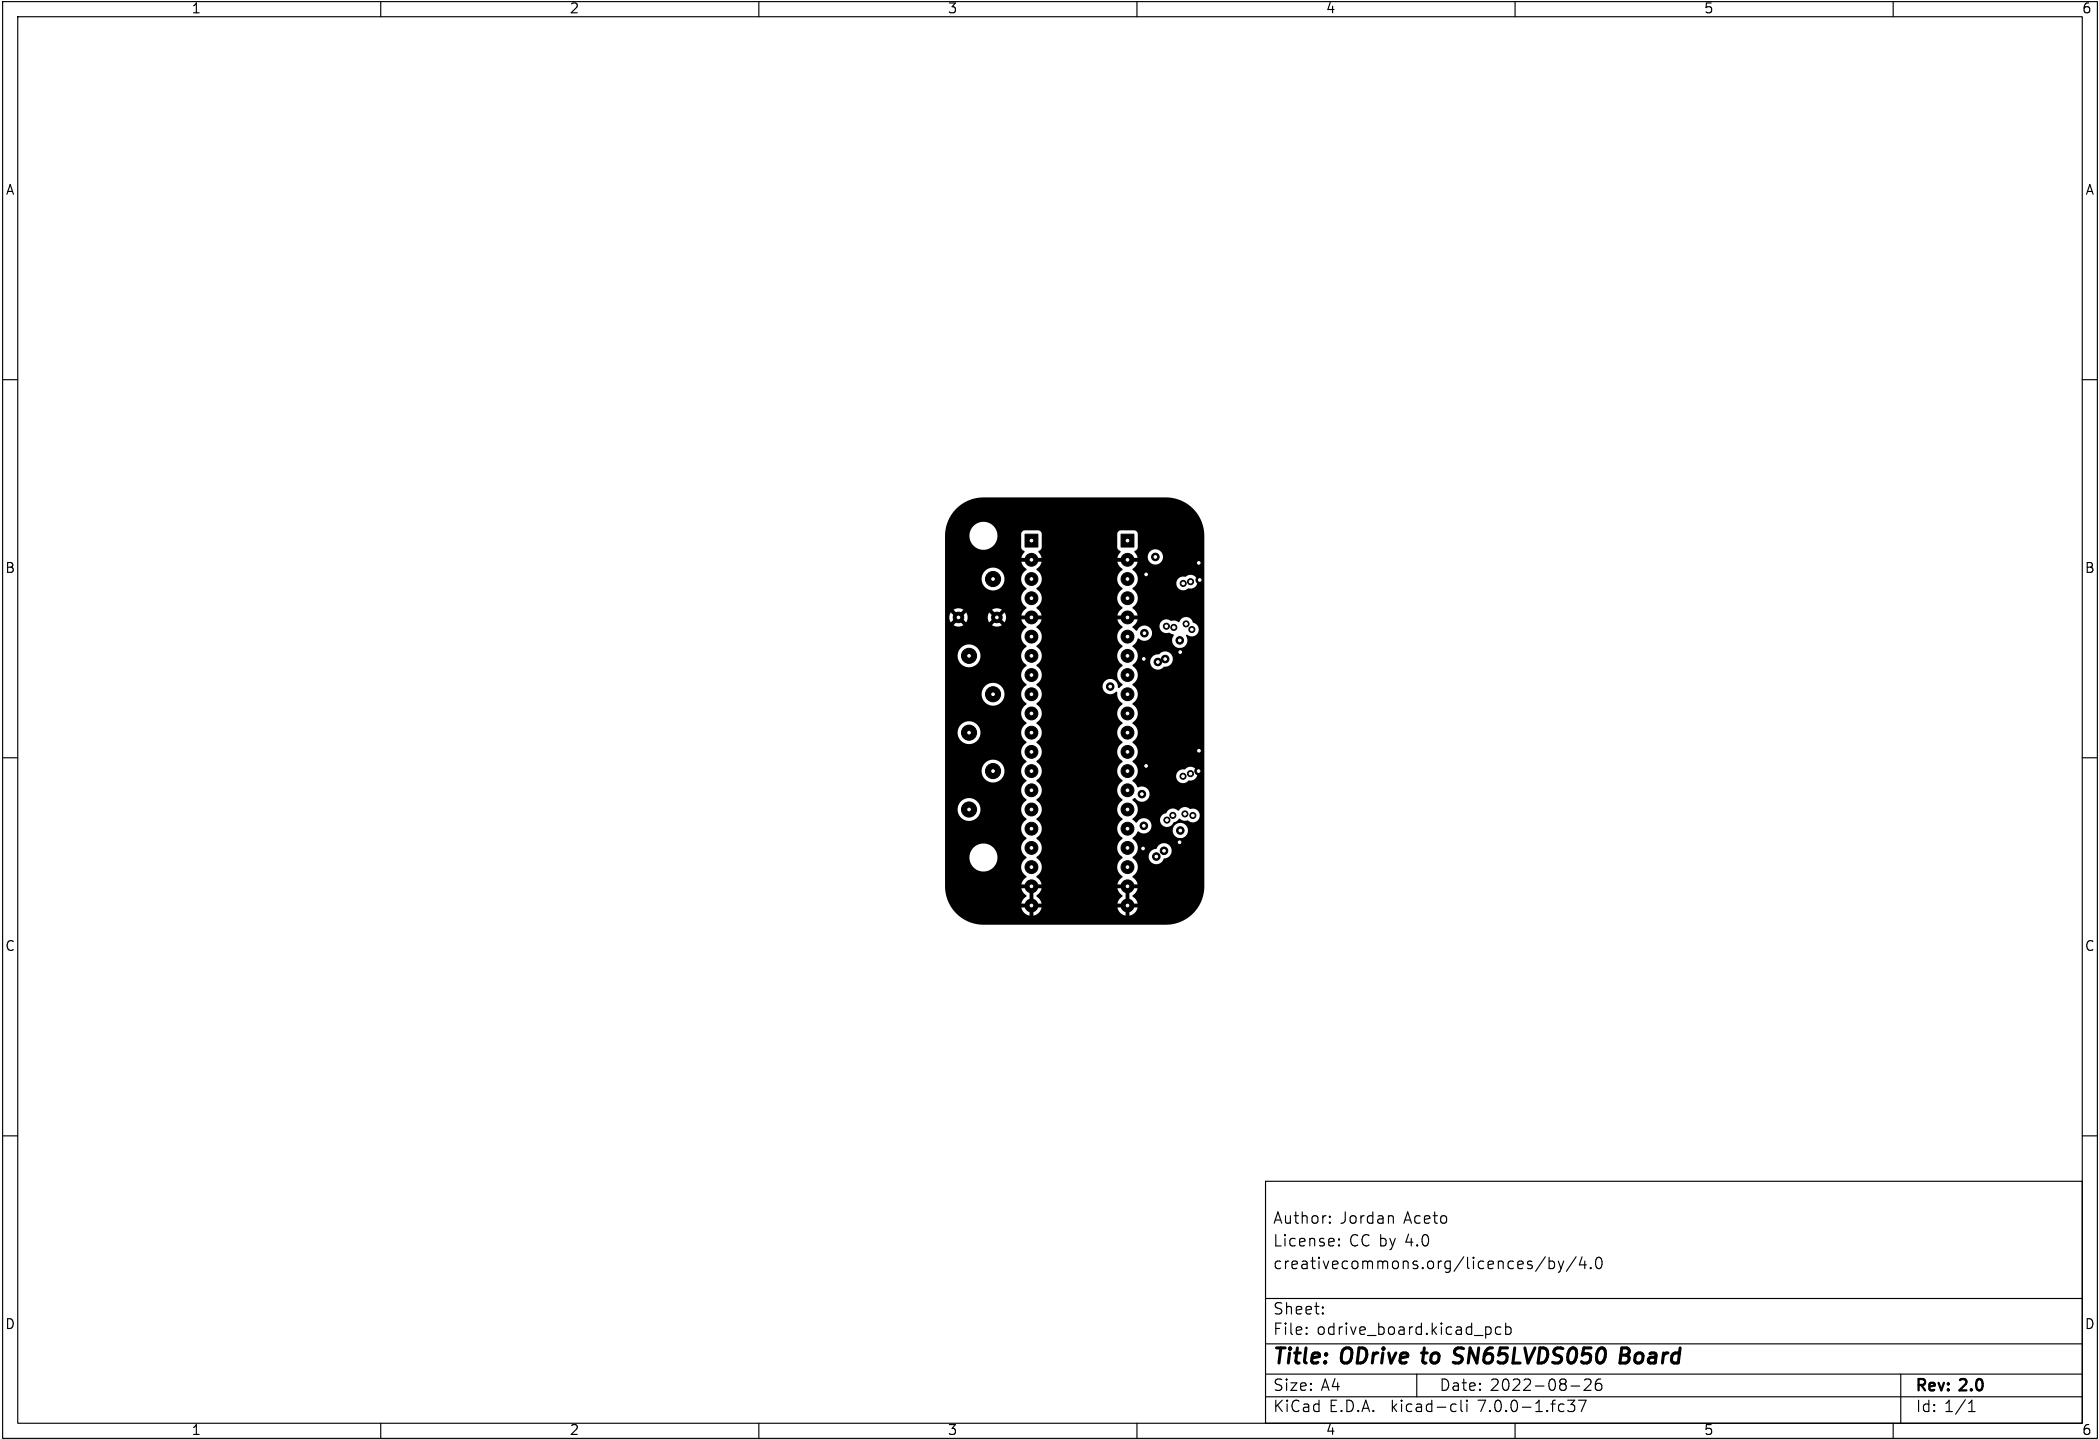 1 2 3 4 5 6
A A
B B
C C
Author: Jordan Aceto
License: CC by 4.0
creativecommons.org/licences/by/4.0
Sheet:
D D
File: odrive_board.kicad_pcb
Title: ODrive to SN65LVDS050 Board
Size: A4 Date: 2022-08-26 Rev: 2.0
KiCad E.D.A. kicad-cli 7.0.0-1.fc37 Id: 1/1
1 2 3 4 5 6